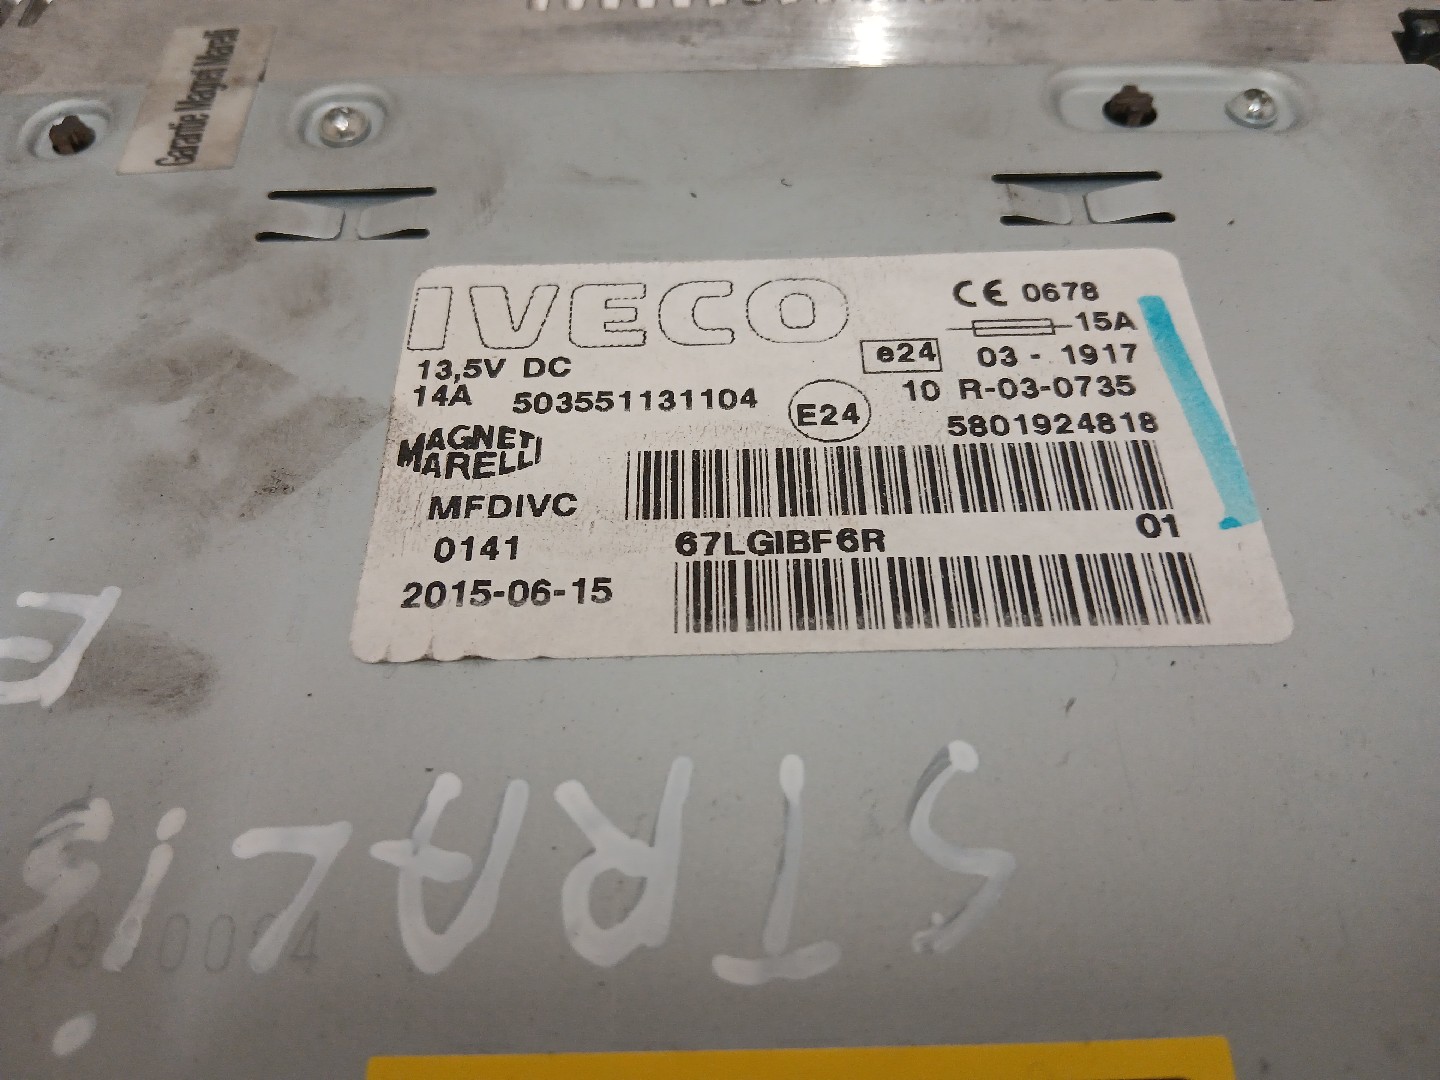 Garantie Magneti Marelli
IVECO
CE 0678
15A
13,5V DC
e24 03 - 1917
14A 503551131104
E24 10 R-03-0735
5801924818
MAGNETI
MARELLI
MFDIVC
0141
67LGIBF6R 01
2015-06-15
E
STRALiS